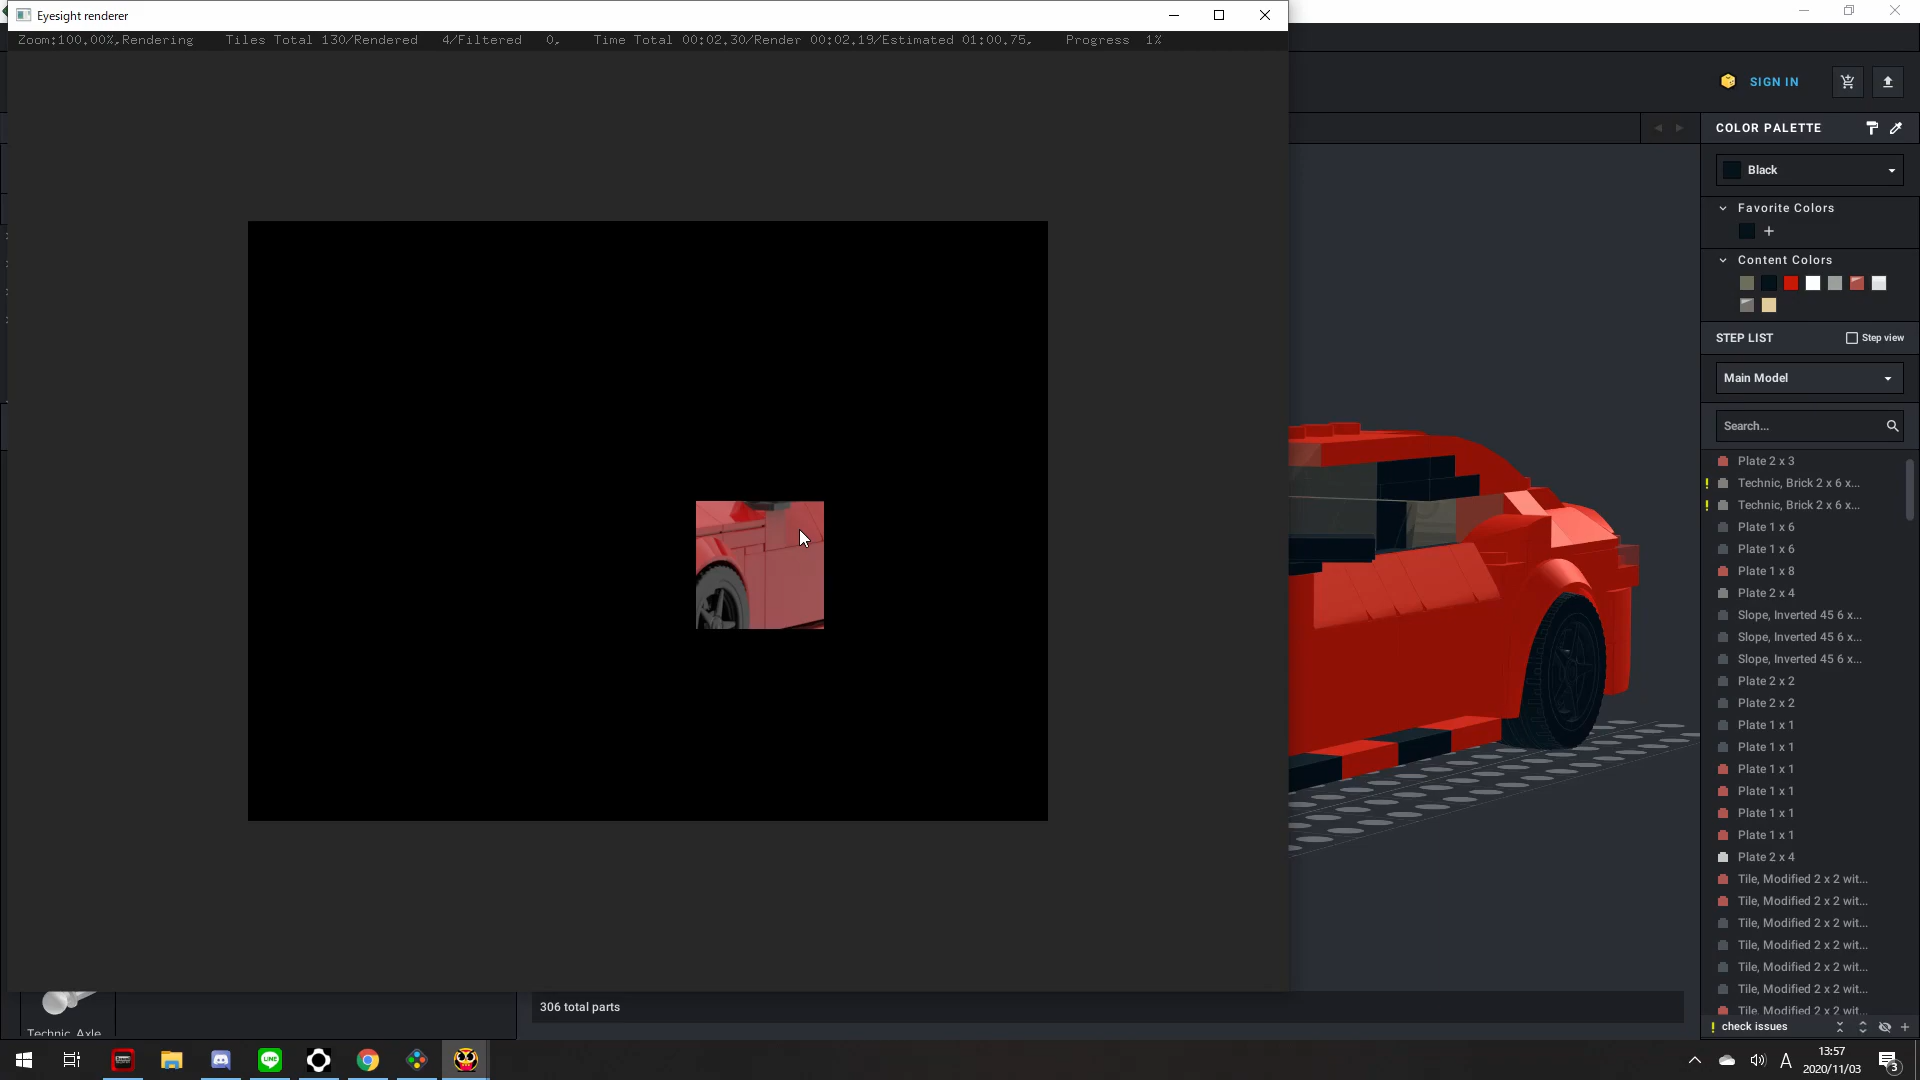 Eyesight renderer
Zoom:100.00%,Rendering Tiles Total 130/Rendered 4/Filtered 0, Time Total 00:02.30/Render 00:02.19/Estimated 01:00.75, Progress 1%
SIGN IN
COLOR PALETTE
Black
Favorite Colors
Content Colors
STEP LIST
Step view
Main Model
Search...
Plate 2 x 3
Technic, Brick 2 x 6 x...
Technic, Brick 2 x 6 x...
Plate 1 x 6
Plate 1 x 6
Plate 1 x 8
Plate 2 x 4
Slope, Inverted 45 6 x...
Slope, Inverted 45 6 x...
Slope, Inverted 45 6 x...
Plate 2 x 2
Plate 2 x 2
Plate 1 x 1
Plate 1 x 1
Plate 1 x 1
Plate 1 x 1
Plate 1 x 1
Plate 1 x 1
Plate 2 x 4
Tile, Modified 2 x 2 wit...
Tile, Modified 2 x 2 wit...
Tile, Modified 2 x 2 wit...
Tile, Modified 2 x 2 wit...
Tile, Modified 2 x 2 wit...
Tile, Modified 2 x 2 wit...
Tile, Modified 2 x 2 wit...
! check issues
Technic, Axle
306 total parts
LINE
A
13:57
2020/11/03
3